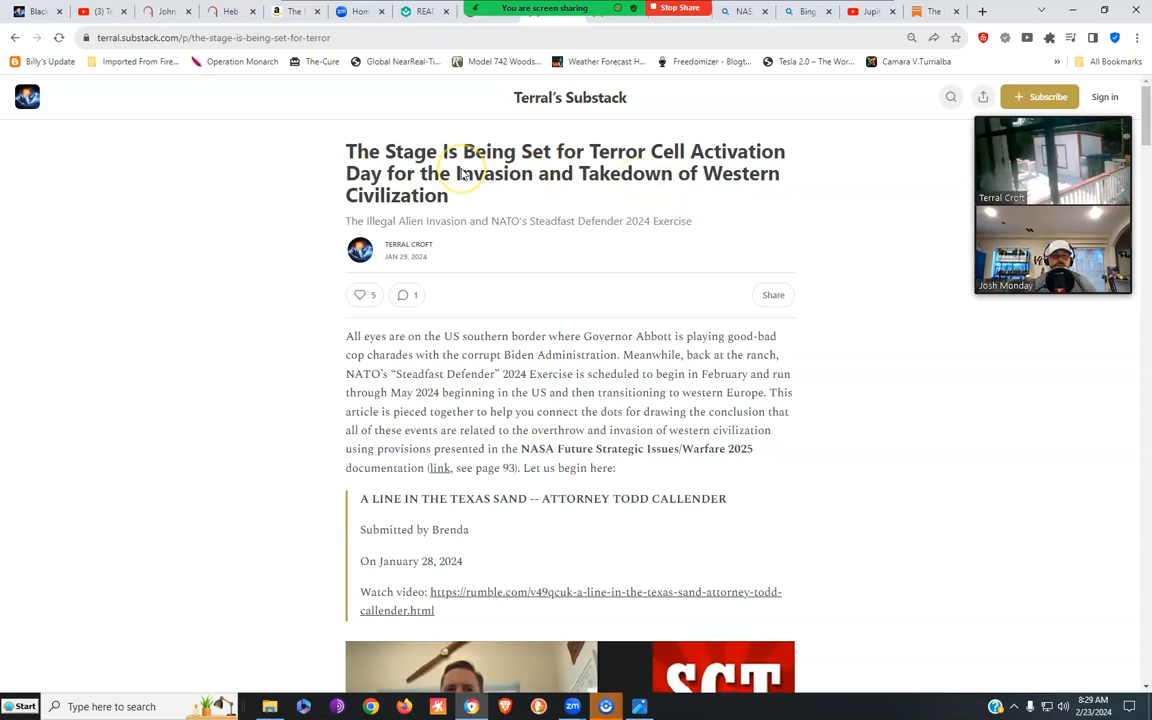 Black
(3) T
John
Heb
The I
Hom
REAL
You are screen sharing
Stop Share
NAS
Bing
Jupit
The
terral.substack.com/p/the-stage-is-being-set-for-terror
Billy's Update
Imported From Fire...
Operation Monarch
The-Cure
Global NearReal-Ti...
Model 742 Woods...
Weather Forecast H...
Freedomizer - Blogt...
Tesla 2.0 – The Wor...
Camara V.Turrialba
»
All Bookmarks
Terral's Substack
+ Subscribe
Sign in
The Stage Is Being Set for Terror Cell Activation
Day for the Invasion and Takedown of Western
Civilization
The Illegal Alien Invasion and NATO's Steadfast Defender 2024 Exercise
TERRAL CROFT
JAN 29, 2024
5
1
Share
Terral Croft
Josh Monday
All eyes are on the US southern border where Governor Abbott is playing good-bad
cop charades with the corrupt Biden Administration. Meanwhile, back at the ranch,
NATO's “Steadfast Defender” 2024 Exercise is scheduled to begin in February and run
through May 2024 beginning in the US and then transitioning to western Europe. This
article is pieced together to help you connect the dots for drawing the conclusion that
all of these events are related to the overthrow and invasion of western civilization
using provisions presented in the NASA Future Strategic Issues/Warfare 2025
documentation (link, see page 93). Let us begin here:
A LINE IN THE TEXAS SAND -- ATTORNEY TODD CALLENDER
Submitted by Brenda
On January 28, 2024
Watch video: https://rumble.com/v49qcuk-a-line-in-the-texas-sand-attorney-todd-
callender.html
SGT
Start
Type here to search
8:29 AM
2/23/2024